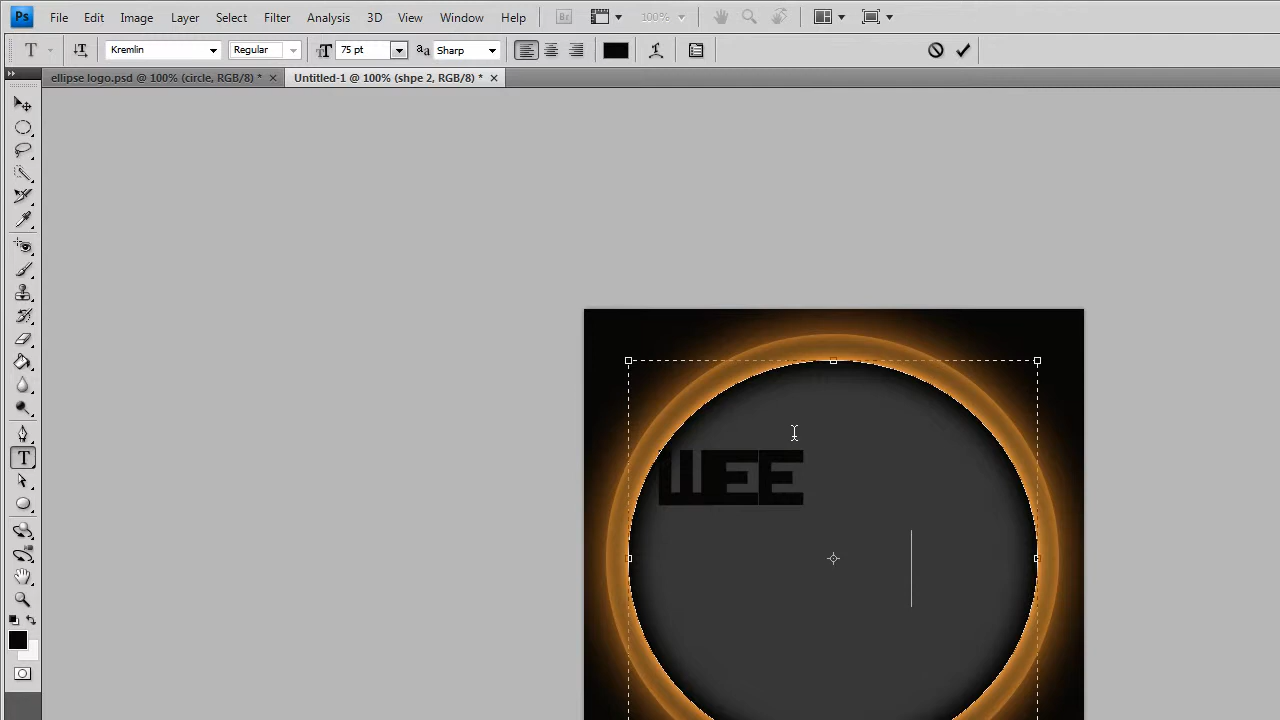 Ps File Edit Image Layer Select Filter Analysis 3D View Window Help Br 100%
T Kremlin Regular 75 pt Sharp
ellipse logo.psd @ 100% (circle, RGB/8) * Untitled-1 @ 100% (shpe 2, RGB/8) *
WEE